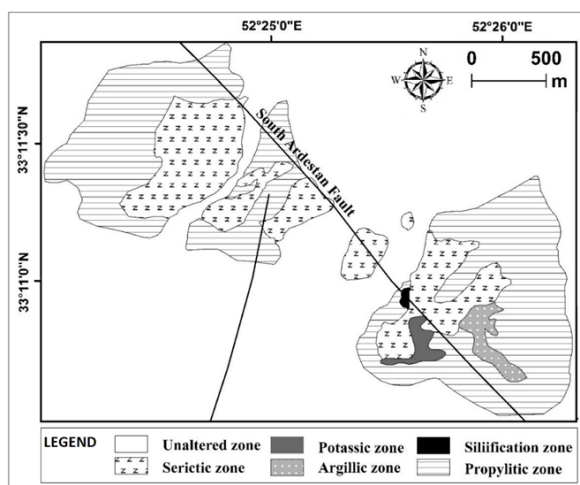 52°25'0"E
52°26'0"E
N
W
E
S
0 500
m
33°11'30"N
South Ardestan Fault
33°11'0"N
LEGEND
Unaltered zone
Potassic zone
Siliification zone
Serictic zone
Argillic zone
Propylitic zone